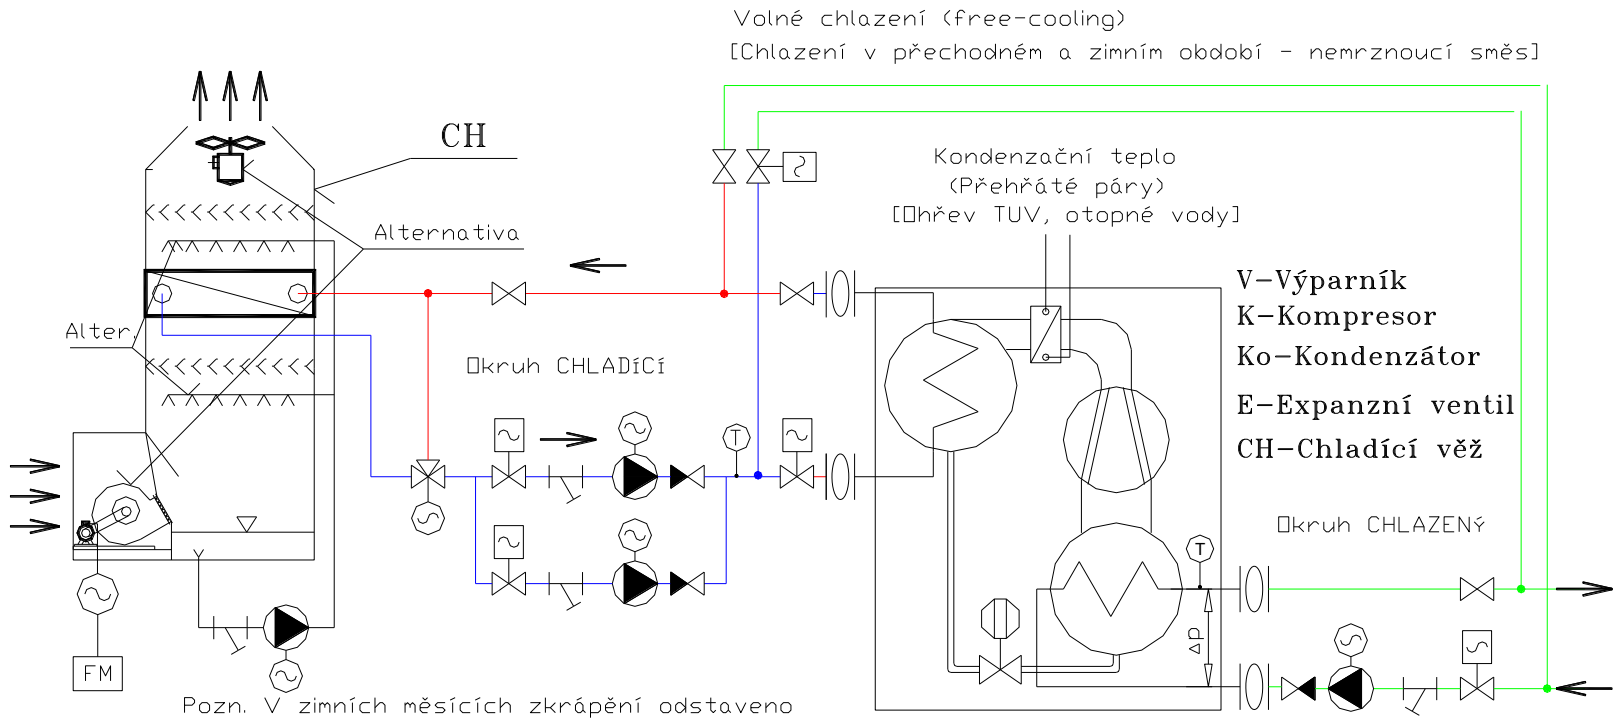 Volné chlazení (free-cooling)
[Chlazení v přechodném a zimním období - nemrznoucí směs]
CH
Kondenzační teplo
(Přehřáté páry)
[Ohřev TUV, otopné vody]
Alternativa
Alter.
Okruh CHLADÍCÍ
V-Výparník
K-Kompresor
Ko-Kondenzátor
E-Expanzní ventil
CH-Chladící věž
T
Okruh CHLAZENÝ
T
Δp
FM
Pozn. V zimních měsících zkrápění odstaveno